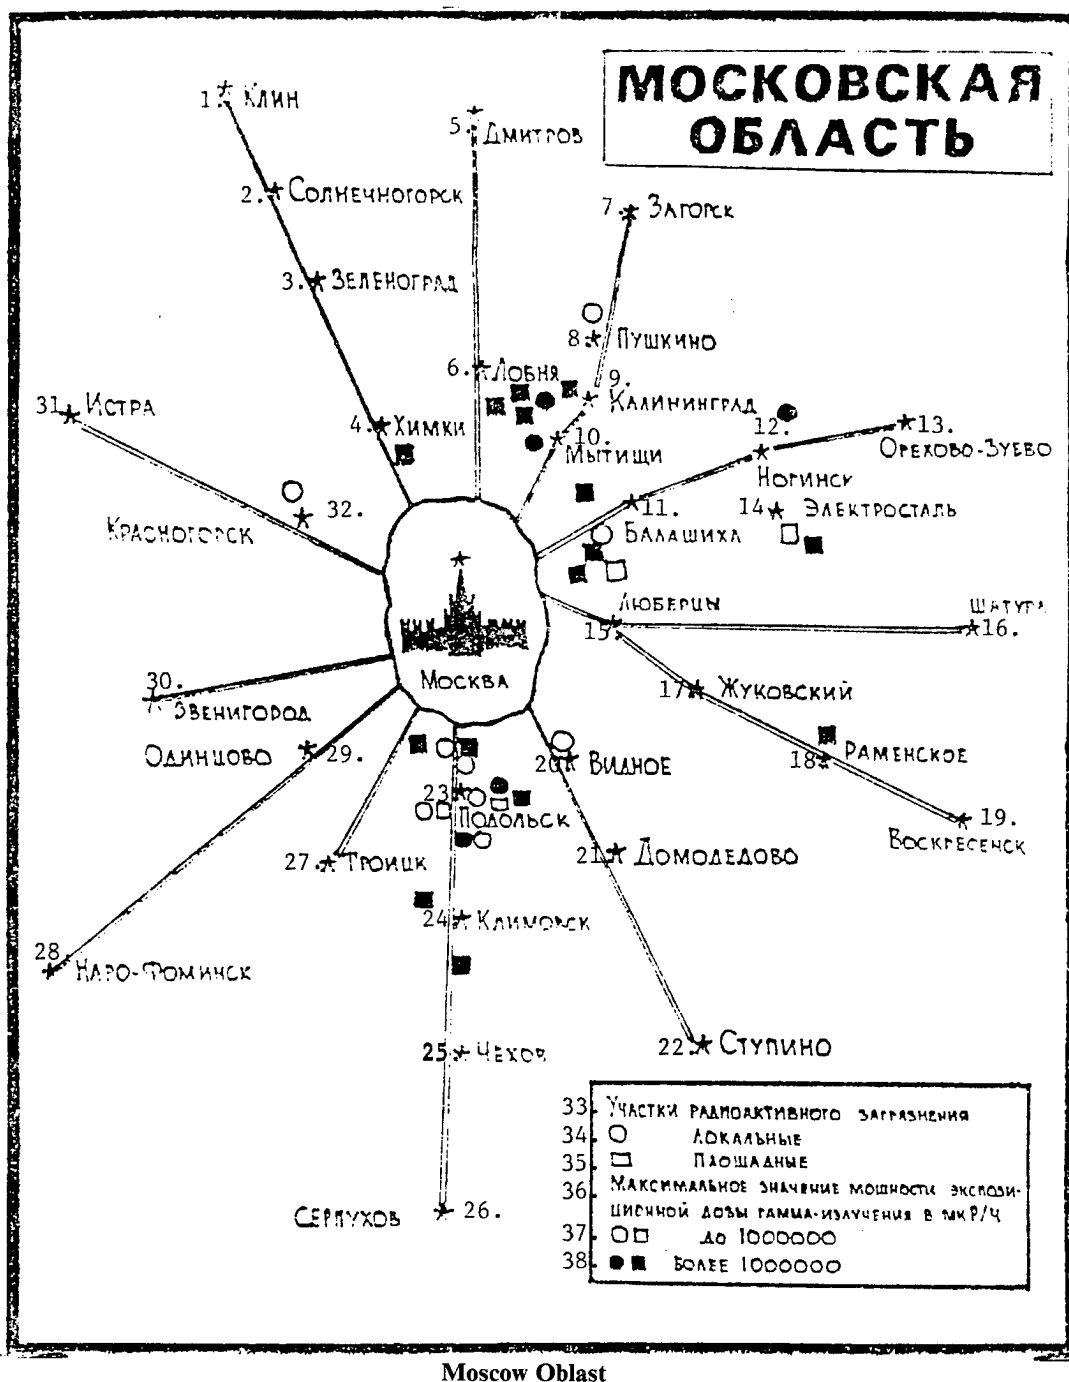 МОСКОВСКАЯ
ОБЛАСТЬ
1. КЛИН
5. ДМИТРОВ
2. СОЛНЕЧНОГОРСК
7. ЗАГОРСК
3. ЗЕЛЕНОГРАД
8. ПУШКИНО
6. ЛОБНЯ
9. КАЛИНИНГРАД
31. ИСТРА
4. ХИМКИ
10. МЫТИЩИ
12. НОГИНСК
13. ОРЕХОВО-ЗУЕВО
32. КРАСНОГОРСК
11. БАЛАШИХА
14. ЭЛЕКТРОСТАЛЬ
15. ЛЮБЕРЦЫ
ШАТУРА 16.
МОСКВА
30. ЗВЕНИГОРОД
17. ЖУКОВСКИЙ
ОДИНЦОВО 29.
20. ВИДНОЕ
18. РАМЕНСКОЕ
23. ПОДОЛЬСК
19. ВОСКРЕСЕНСК
27. ТРОИЦК
21. ДОМОДЕДОВО
24. КЛИМОВСК
28 НАРО-ФОМИНСК
25. ЧЕХОВ
22. СТУПИНО
СЕРПУХОВ 26.
33. УЧАСТКИ РАДИОАКТИВНОГО ЗАГРЯЗНЕНИЯ
34. ЛОКАЛЬНЫЕ
35. ПЛОЩАДНЫЕ
36. МАКСИМАЛЬНОЕ ЗНАЧЕНИЕ МОЩНОСТИ ЭКСПОЗИ-
ЦИОННОЙ ДОЗЫ ГАММА-ИЗЛУЧЕНИЯ В МКР/Ч
37. ДО 1000000
38. БОЛЕЕ 1000000
Moscow Oblast